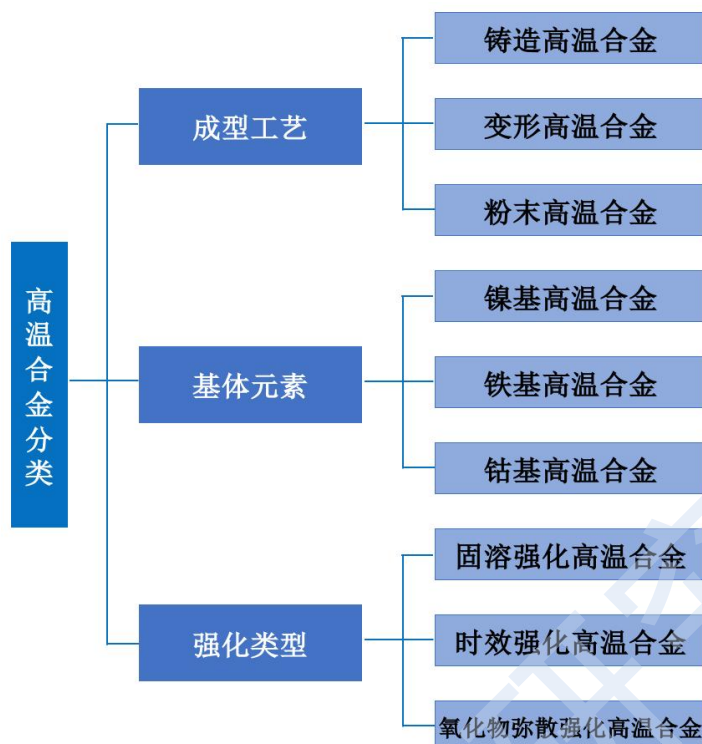 高温合金分类
成型工艺
铸造高温合金
变形高温合金
粉末高温合金
基体元素
镍基高温合金
铁基高温合金
钴基高温合金
强化类型
固溶强化高温合金
时效强化高温合金
氧化物弥散强化高温合金